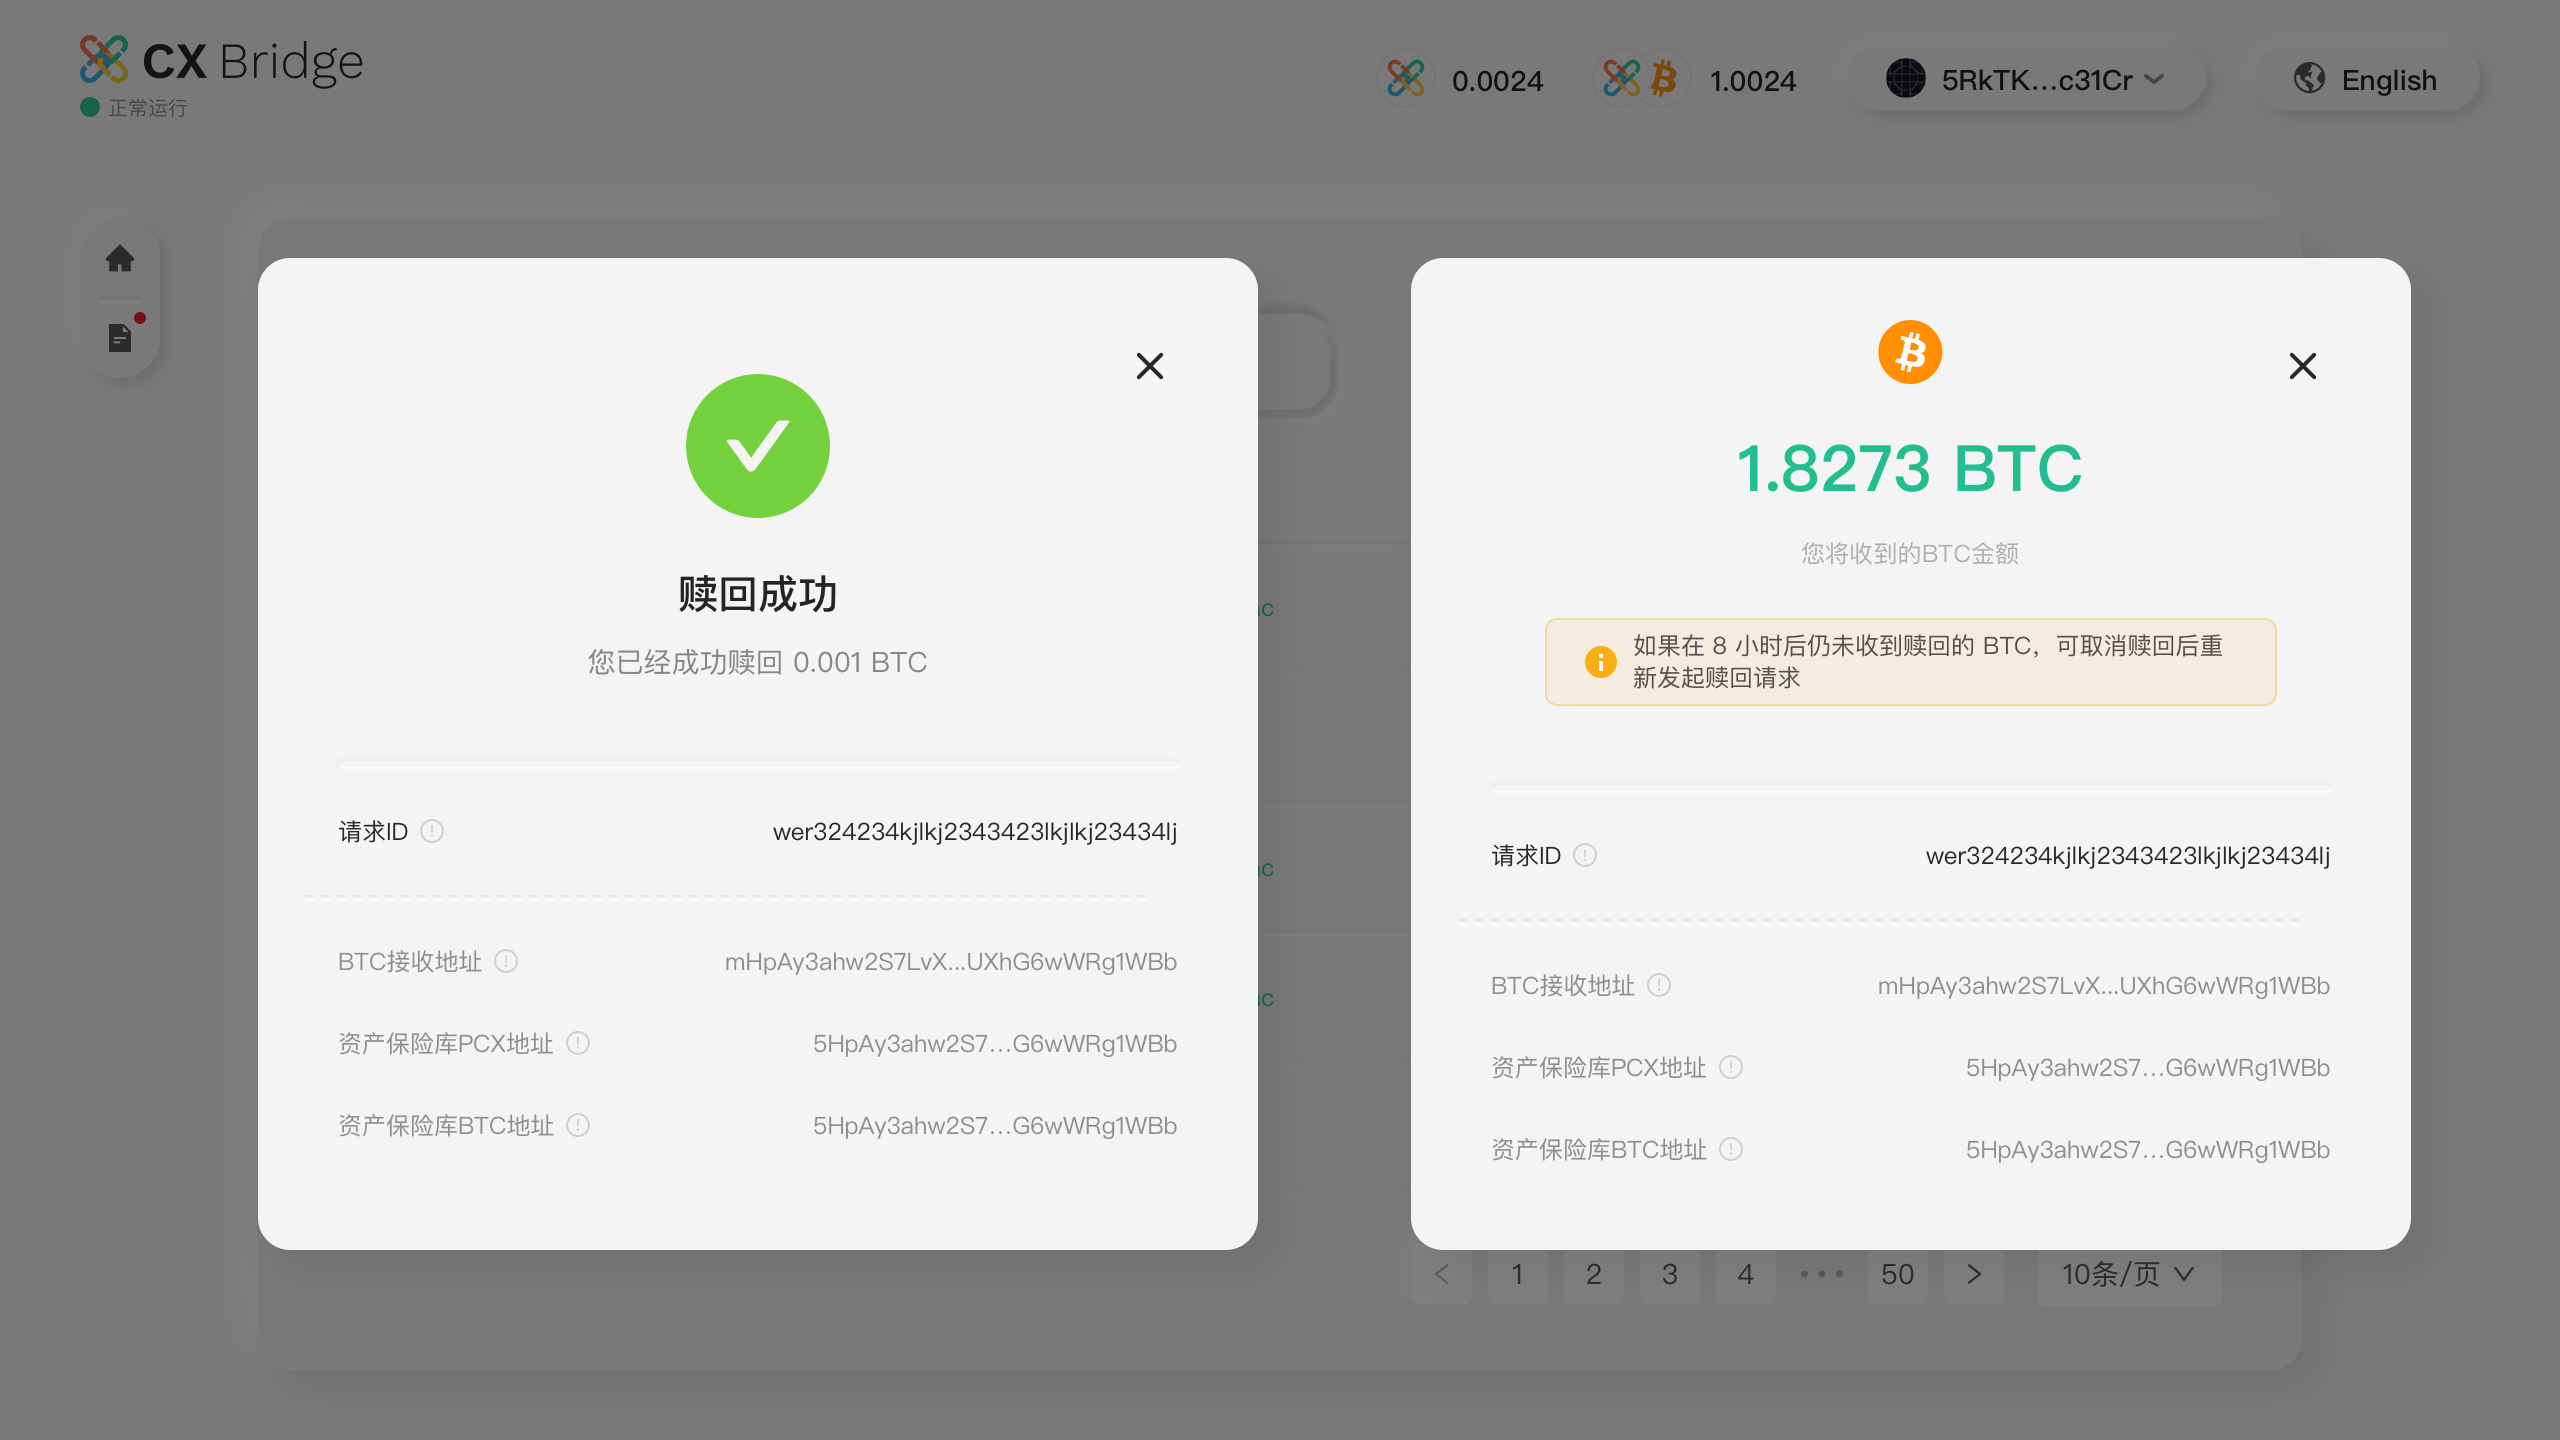 CX Bridge
正常运行
0.0024
1.0024
5RkTK...c31Cr
English
赎回成功
您已经成功赎回 0.001 BTC
请求ID
wer324234kjlkj2343423lkjlkj23434lj
BTC接收地址
mHpAy3ahw2S7LvX...UXhG6wWRg1WBb
资产保险库PCX地址
5HpAy3ahw2S7...G6wWRg1WBb
资产保险库BTC地址
5HpAy3ahw2S7...G6wWRg1WBb
1.8273 BTC
您将收到的BTC金额
如果在 8 小时后仍未收到赎回的 BTC，可取消赎回后重
新发起赎回请求
请求ID
wer324234kjlkj2343423lkjlkj23434lj
BTC接收地址
mHpAy3ahw2S7LvX...UXhG6wWRg1WBb
资产保险库PCX地址
5HpAy3ahw2S7...G6wWRg1WBb
资产保险库BTC地址
5HpAy3ahw2S7...G6wWRg1WBb
1 2 3 4 ••• 50
10条/页